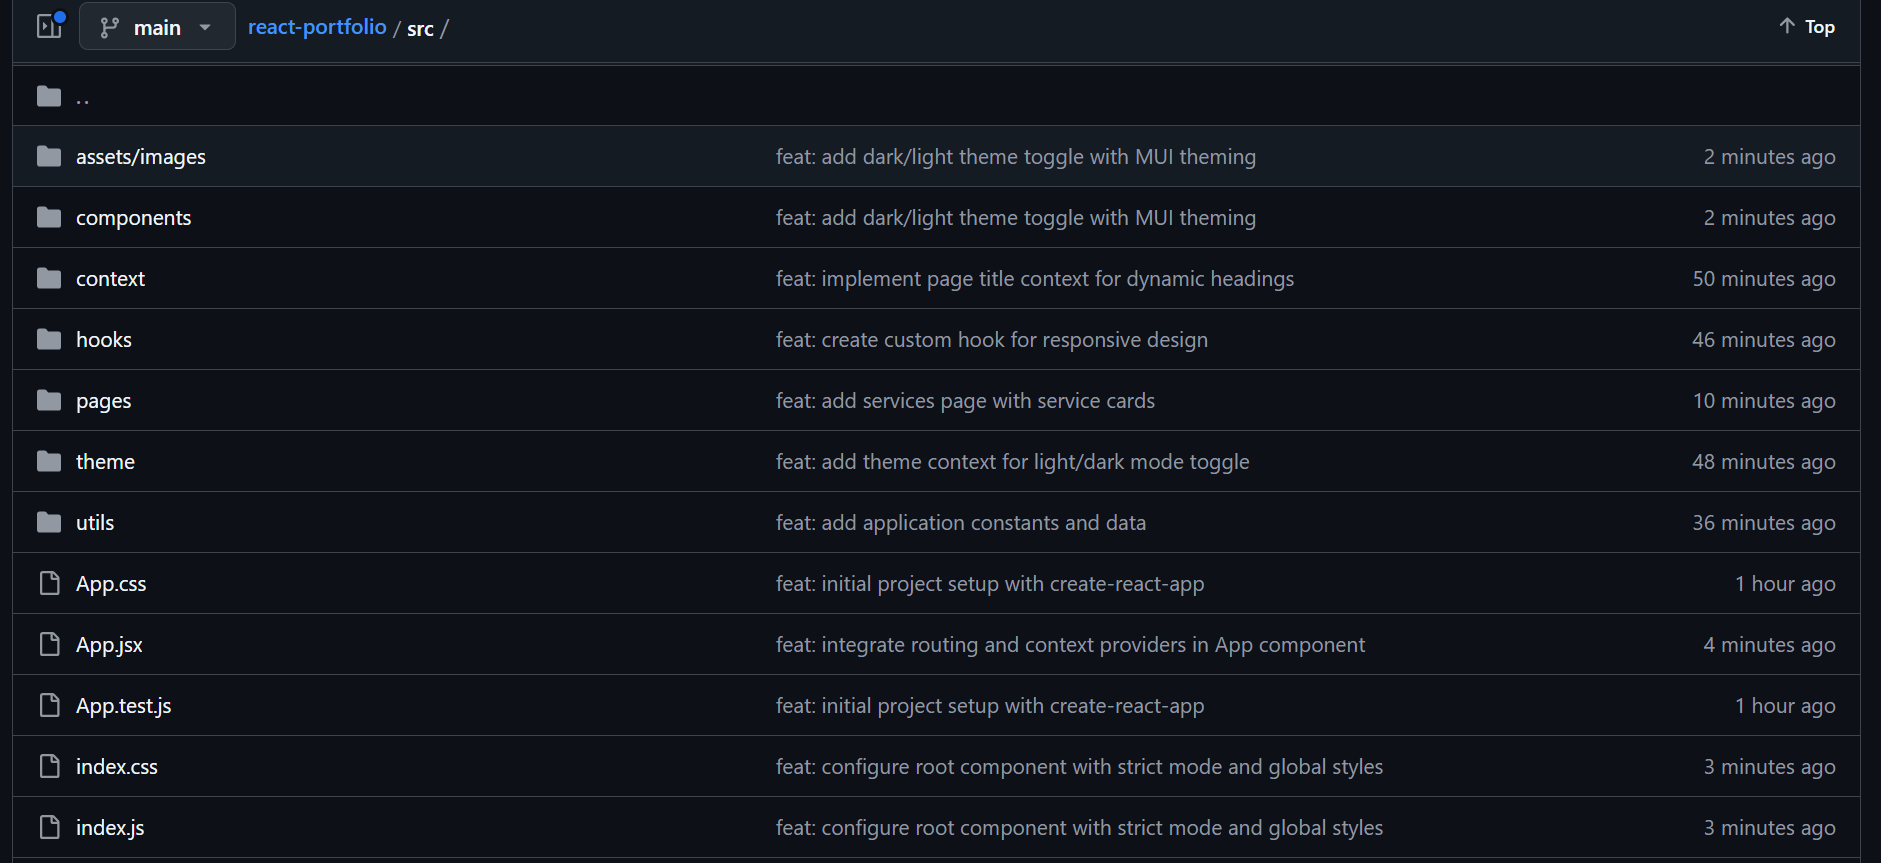 main react-portfolio / src / Top
..
assets/images feat: add dark/light theme toggle with MUI theming 2 minutes ago
components feat: add dark/light theme toggle with MUI theming 2 minutes ago
context feat: implement page title context for dynamic headings 50 minutes ago
hooks feat: create custom hook for responsive design 46 minutes ago
pages feat: add services page with service cards 10 minutes ago
theme feat: add theme context for light/dark mode toggle 48 minutes ago
utils feat: add application constants and data 36 minutes ago
App.css feat: initial project setup with create-react-app 1 hour ago
App.jsx feat: integrate routing and context providers in App component 4 minutes ago
App.test.js feat: initial project setup with create-react-app 1 hour ago
index.css feat: configure root component with strict mode and global styles 3 minutes ago
index.js feat: configure root component with strict mode and global styles 3 minutes ago